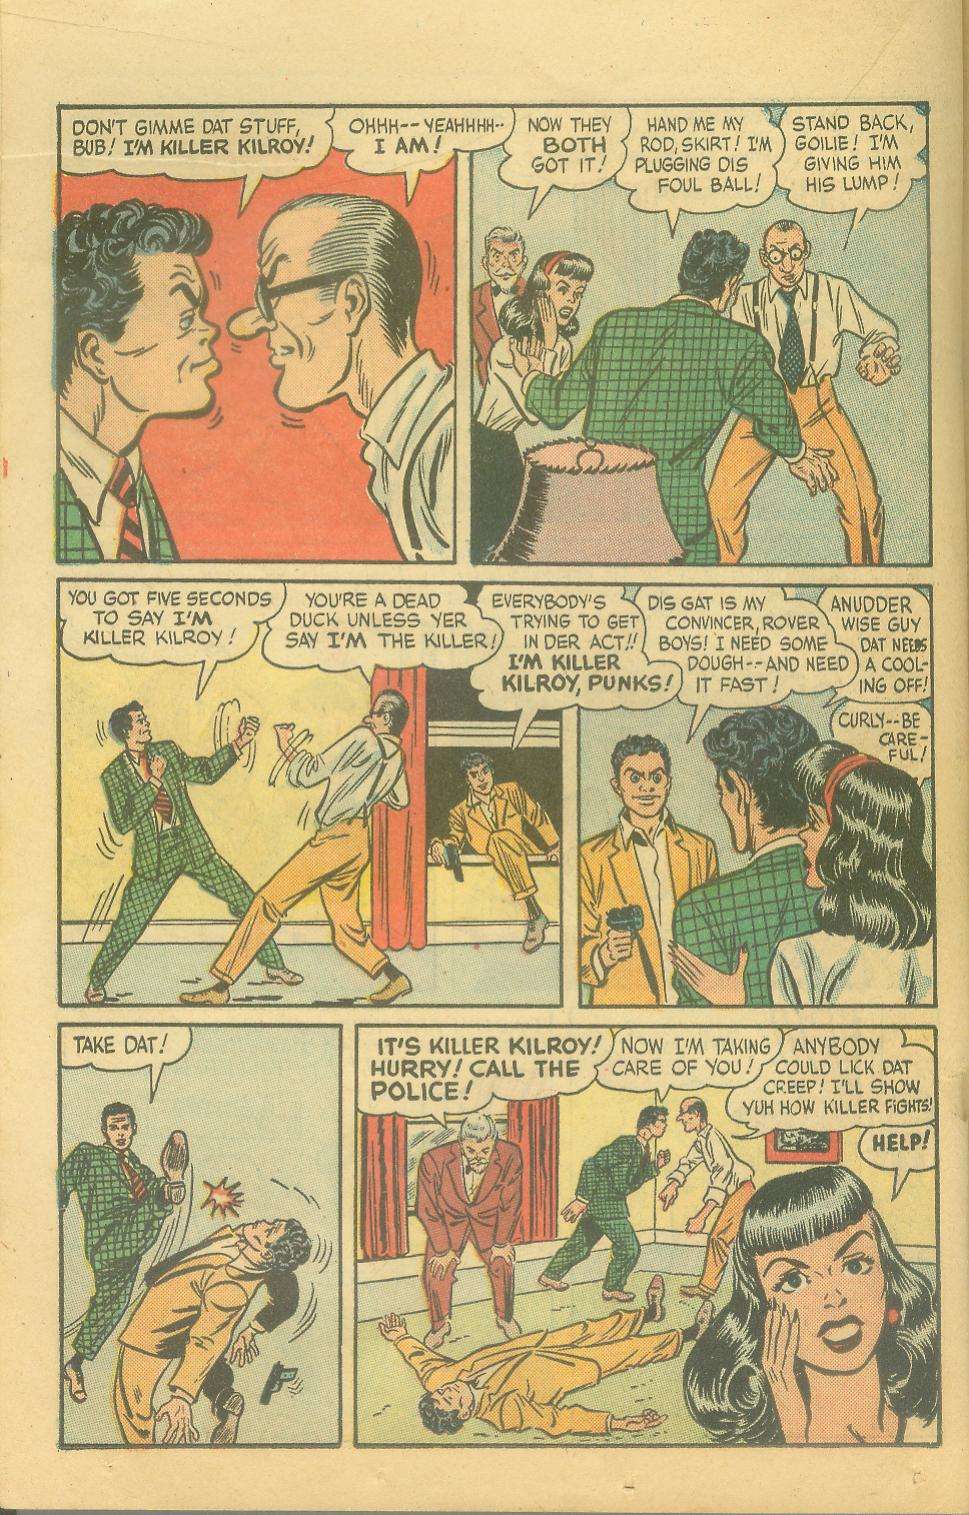 DON'T GIMME DAT STUFF,
BUB! I'M KILLER KILROY!
OHHH--YEAHHHH--
I AM!
NOW THEY
BOTH
GOT IT!
HAND ME MY
ROD, SKIRT! I'M
PLUGGING DIS
FOUL BALL!
STAND BACK,
GOILIE! I'M
GIVING HIM
HIS LUMP!
YOU GOT FIVE SECONDS
TO SAY I'M
KILLER KILROY!
YOU'RE A DEAD
DUCK UNLESS YER
SAY I'M THE KILLER!
EVERYBODY'S
TRYING TO GET
IN DER ACT!!
I'M KILLER
KILROY, PUNKS!
DIS GAT IS MY
CONVINCER, ROVER
BOYS! I NEED SOME
DOUGH--AND NEED
IT FAST!
ANUDDER
WISE GUY
DAT NEEDS
A COOL-
ING OFF!
CURLY--BE
CARE-
FUL!
TAKE DAT!
IT'S KILLER KILROY!
HURRY! CALL THE
POLICE!
NOW I'M TAKING
CARE OF YOU!
ANYBODY
COULD LICK DAT
CREEP! I'LL SHOW
YUH HOW KILLER FIGHTS!
HELP!